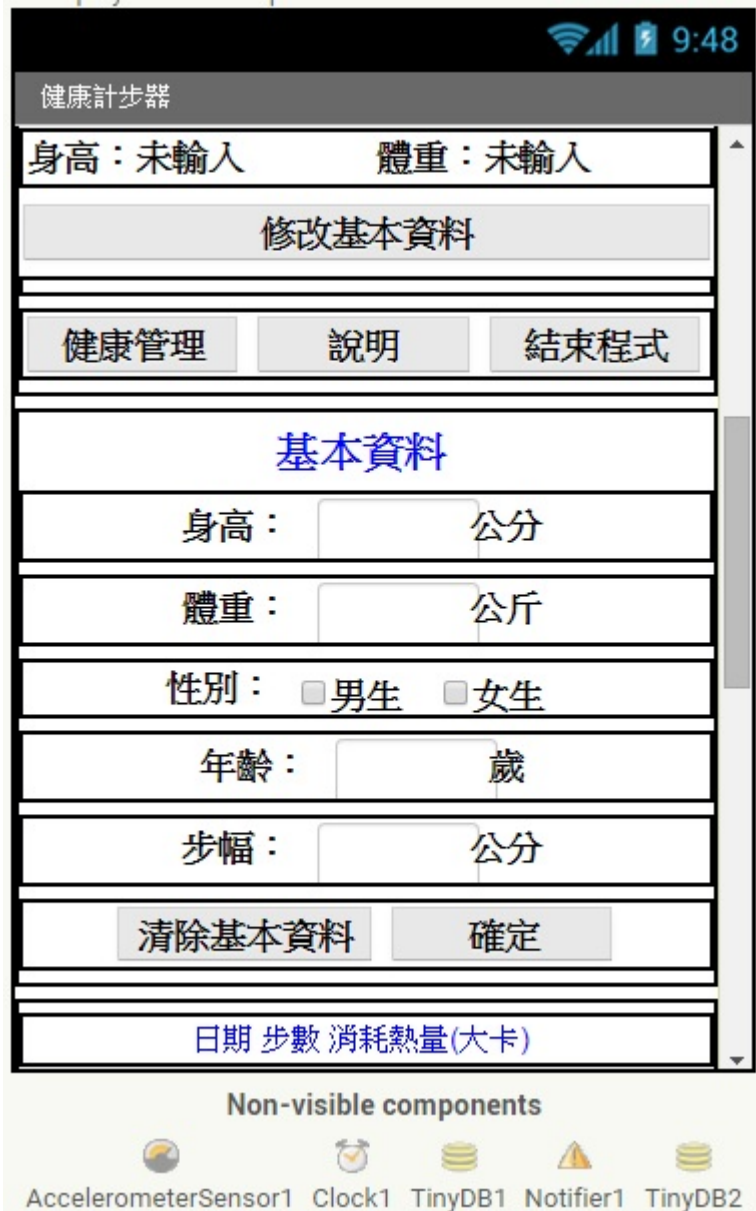 9:48
健康計步器
身高：未輸入 體重：未輸入
修改基本資料
健康管理 說明 結束程式
基本資料
身高： 公分
體重： 公斤
性別： 男生 女生
年齡： 歲
步幅： 公分
清除基本資料 確定
日期 步數 消耗熱量(大卡)
Non-visible components
AccelerometerSensor1 Clock1 TinyDB1 Notifier1 TinyDB2